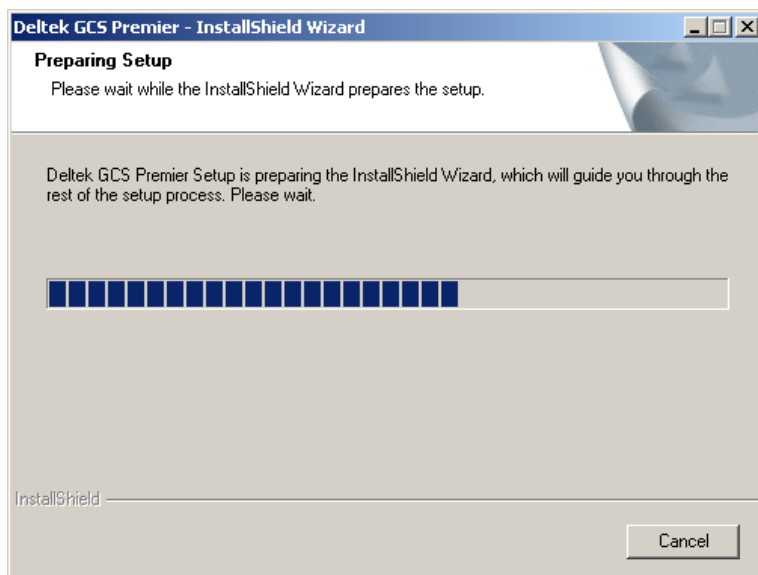 Deltek GCS Premier - InstallShield Wizard
Preparing Setup
Please wait while the InstallShield Wizard prepares the setup.
Deltek GCS Premier Setup is preparing the InstallShield Wizard, which will guide you through the
rest of the setup process. Please wait.
InstallShield
Cancel